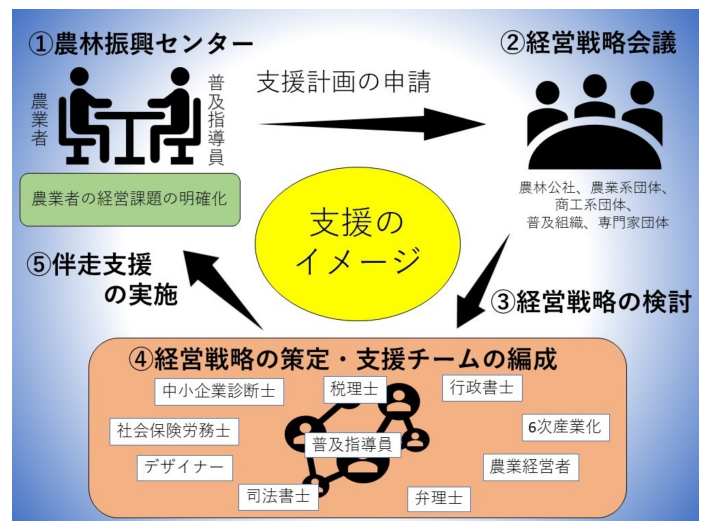 ①農林振興センター
農業者
普及指導員
農業者の経営課題の明確化
支援計画の申請
②経営戦略会議
農林公社、農業系団体、
商工系団体、
普及組織、専門家団体
支援の
イメージ
③経営戦略の検討
④経営戦略の策定・支援チームの編成
中小企業診断士
税理士
行政書士
社会保険労務士
普及指導員
6次産業化
デザイナー
農業経営者
司法書士
弁理士
⑤伴走支援
の実施